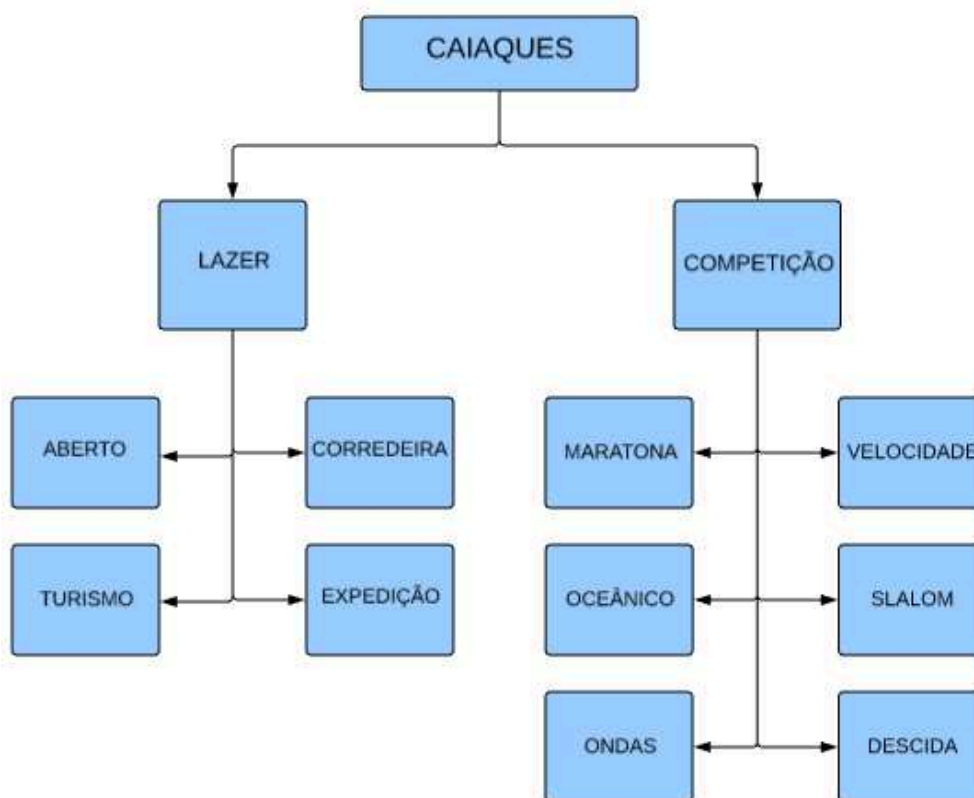 CAIAQUES
LAZER
COMPETIÇÃO
ABERTO
CORREDEIRA
MARATONA
VELOCIDADE
TURISMO
EXPEDIÇÃO
OCEÂNICO
SLALOM
ONDAS
DESCIDA